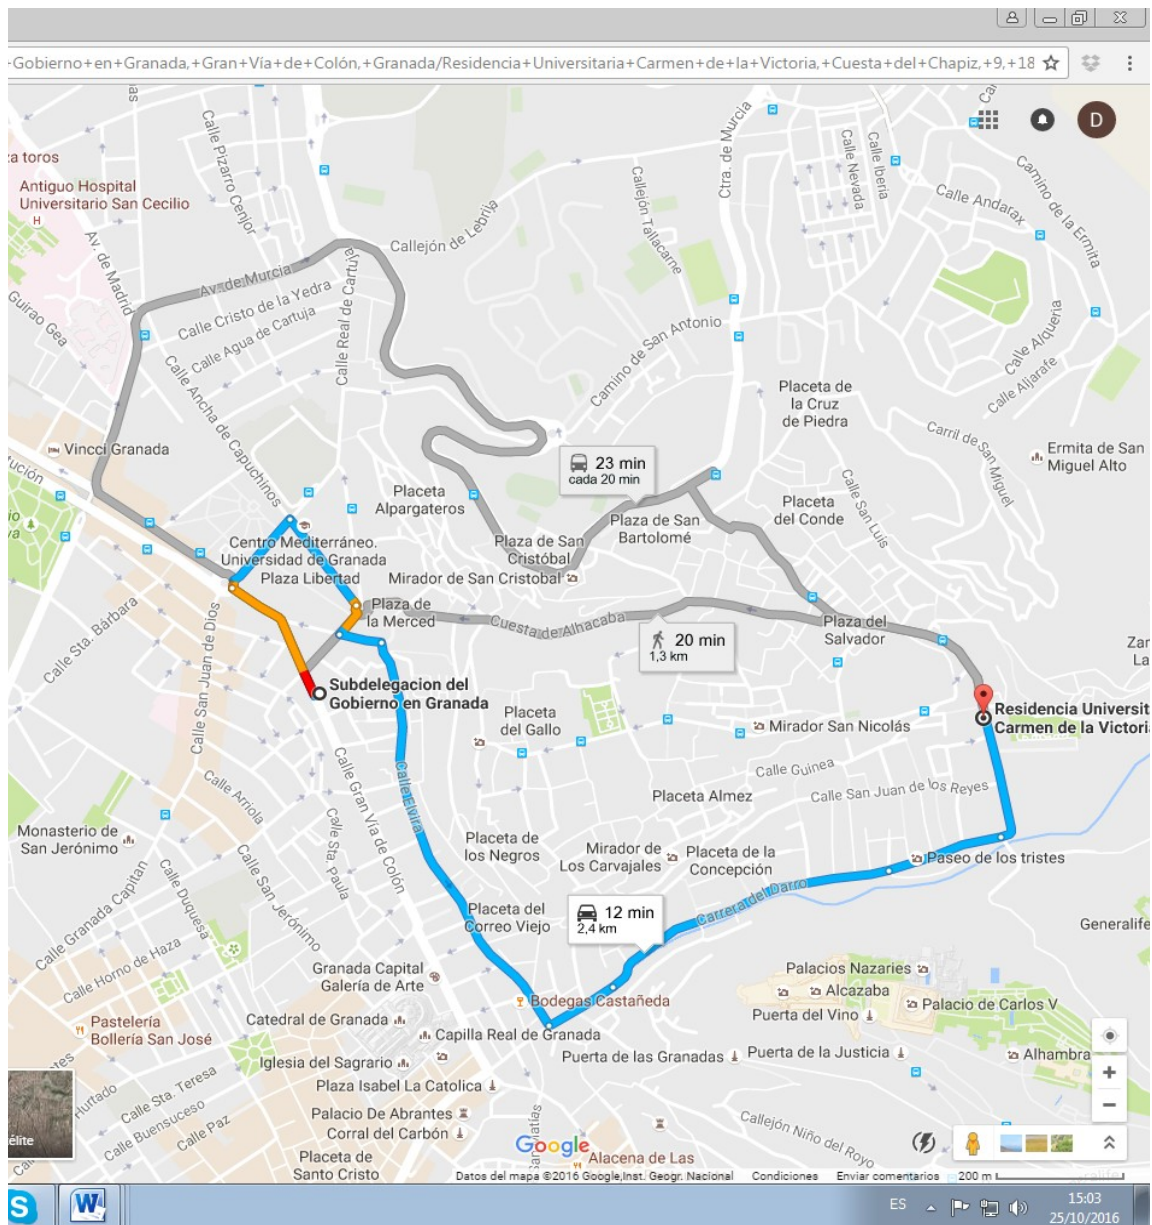 +Gobierno+en+Granada,+Gran+Vía+de+Colón,+Granada/Residencia+Universitaria+Carmen+de+la+Victoria,+Cuesta+del+Chapiz,+9,+18
D
za toros
Antiguo Hospital
Universitario San Cecilio
H
Calle Pizarro Cenjor
Callejón de Lebrija
Callejón Tallacarne
Ctra. de Murcia
Calle Nevada
Calle Iberia
Calle Andarax
Camino de la Ermita
Av. de Madrid
Av. de Murcia
Guirao Gea
Calle Cristo de la Yedra
Calle Agua de Cartuja
Calle Real de Cartuja
Calle Ancha de Capuchinos
Camino de San Antonio
Calle Alquería
Calle Aljarafe
Placeta de
la Cruz
de Piedra
Carril de San Miguel
Ermita de San
Miguel Alto
Vincci Granada
itución
23 min
cada 20 min
Placeta
Alpargateros
Plaza de San
Cristóbal
Plaza de San
Bartolomé
Placeta
del Conde
Calle San Luis
Centro Mediterráneo.
Universidad de Granada
Plaza Libertad
Mirador de San Cristobal
Plaza de
la Merced
Cuesta de Alhacaba
Plaza del
Salvador
20 min
1,3 km
Calle Sta. Bárbara
Calle San Juan de Dios
Subdelegacion del
Gobierno en Granada
Zar
La
Residencia Universit
Carmen de la Victoria
Placeta
del Gallo
Mirador San Nicolás
Calle Guinea
Calle San Juan de los Reyes
Placeta Almez
Calle Elvira
Calle Gran Vía de Colón
Calle Arriola
Calle Sta. Paula
Monasterio de
San Jerónimo
Placeta de
los Negros
Mirador de
Los Carvajales
Placeta de la
Concepción
Paseo de los tristes
Calle Granada Capitan
Calle Duquesa
Calle San Jerónimo
Placeta del
Correo Viejo
12 min
2,4 km
Carrera del Darro
Generalife
Calle Horno de Haza
Granada Capital
Galería de Arte
Palacios Nazaries
Alcazaba
Palacio de Carlos V
Puerta del Vino
Bodegas Castañeda
Pastelería
Bollería San José
Catedral de Granada
Capilla Real de Granada
Iglesia del Sagrario
Puerta de las Granadas
Puerta de la Justicia
Alhambra
Plaza Isabel La Catolica
Calle Sta. Teresa
Calle Buensuceso
Calle Paz
Hurtado
élite
Palacio De Abrantes
Corral del Carbón
Placeta de
Santo Cristo
Callejón Niño del Royo
Google
Alacena de Las
Datos del mapa ©2016 Google,Inst. Geogr. Nacional Condiciones Enviar comentarios 200 m
S
W
ES
15:03
25/10/2016